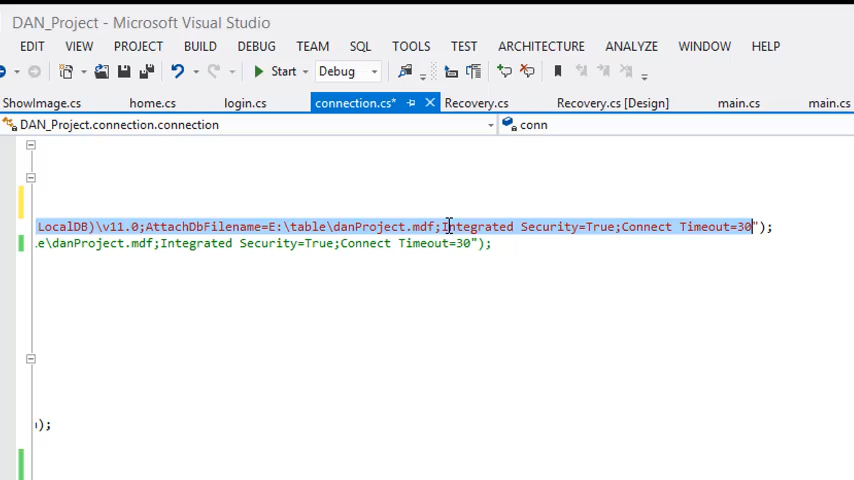 DAN_Project - Microsoft Visual Studio
EDIT VIEW PROJECT BUILD DEBUG TEAM SQL TOOLS TEST ARCHITECTURE ANALYZE WINDOW HELP
Start Debug
ShowImage.cs home.cs login.cs connection.cs* Recovery.cs Recovery.cs [Design] main.cs main.cs
DAN_Project.connection.connection conn
LocalDB)\v11.0;AttachDbFilename=E:\table\danProject.mdf;Integrated Security=True;Connect Timeout=30");
e\danProject.mdf;Integrated Security=True;Connect Timeout=30");
);